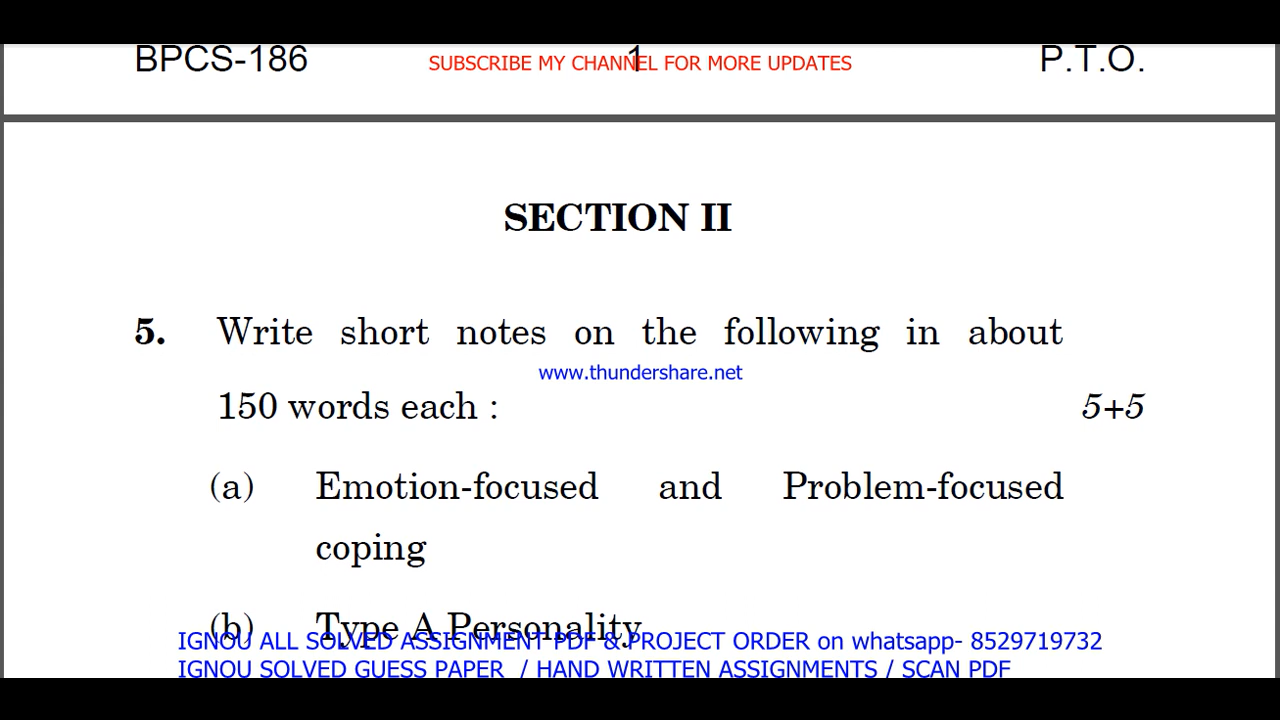 BPCS-186 1 P.T.O.
SUBSCRIBE MY CHANNEL FOR MORE UPDATES
SECTION II
5. Write short notes on the following in about
www.thundershare.net
150 words each : 5+5
(a) Emotion-focused and Problem-focused
coping
(b) Type A Personality
IGNOU ALL SOLVED ASSIGNMENT PDF & PROJECT ORDER on whatsapp- 8529719732
IGNOU SOLVED GUESS PAPER / HAND WRITTEN ASSIGNMENTS / SCAN PDF